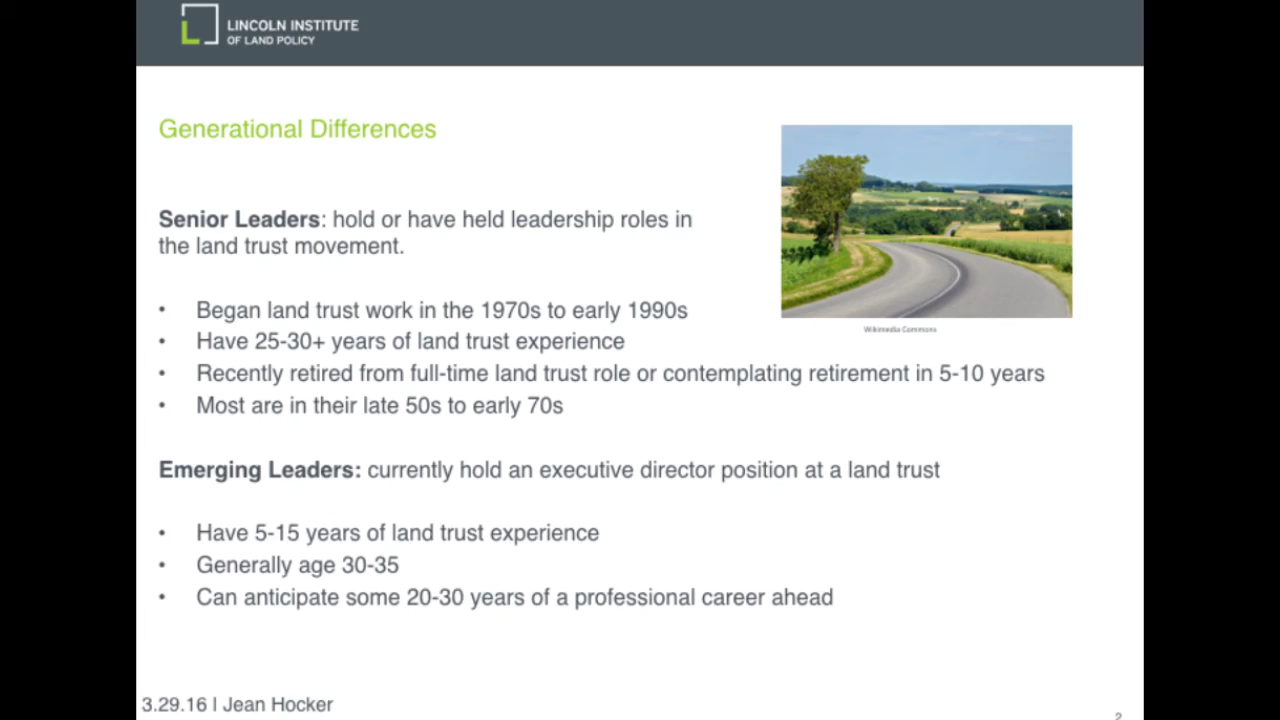 LINCOLN INSTITUTE
OF LAND POLICY
Generational Differences
Senior Leaders: hold or have held leadership roles in
the land trust movement.
• Began land trust work in the 1970s to early 1990s
• Have 25-30+ years of land trust experience
• Recently retired from full-time land trust role or contemplating retirement in 5-10 years
• Most are in their late 50s to early 70s
Wikimedia Commons
Emerging Leaders: currently hold an executive director position at a land trust
• Have 5-15 years of land trust experience
• Generally age 30-35
• Can anticipate some 20-30 years of a professional career ahead
3.29.16 | Jean Hocker
2